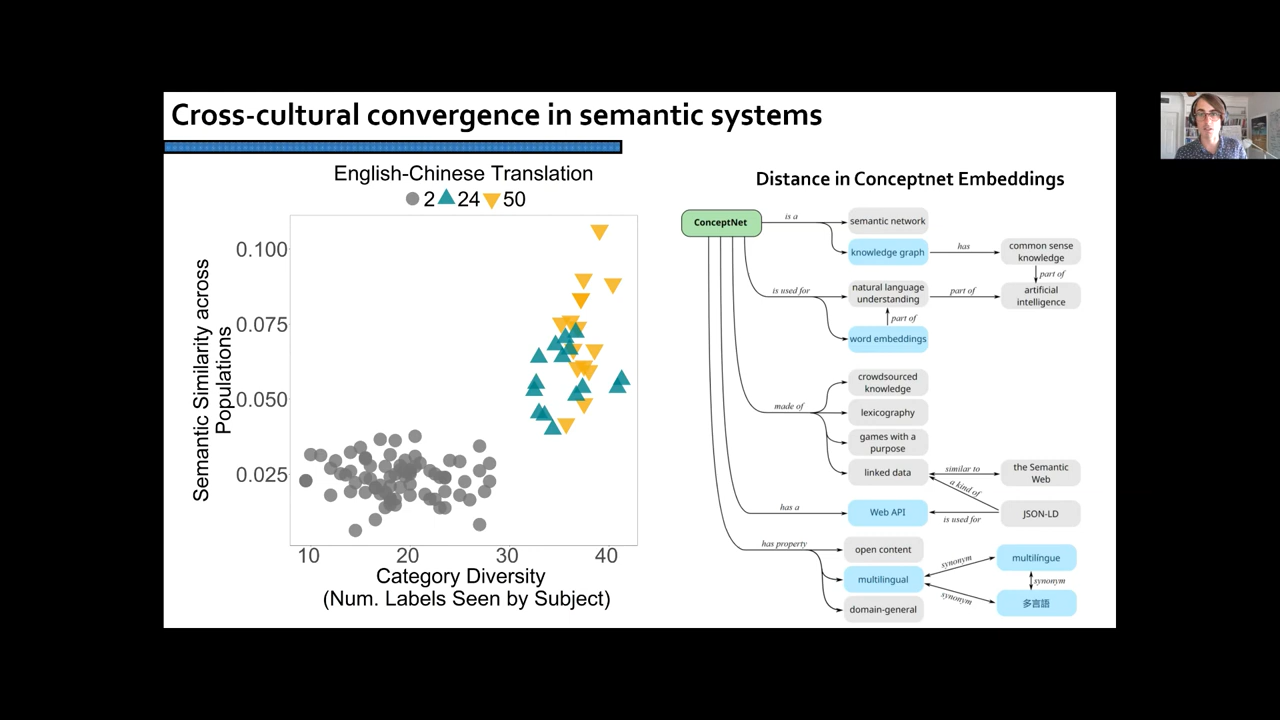 Cross-cultural convergence in semantic systems
English-Chinese Translation
2 24 50
Semantic Similarity across
Populations
0.100
0.075
0.050
0.025
10 20 30 40
Category Diversity
(Num. Labels Seen by Subject)
Distance in Conceptnet Embeddings
ConceptNet
is a
semantic network
knowledge graph
has
common sense
knowledge
part of
is used for
natural language
understanding
part of
artificial
intelligence
part of
word embeddings
crowdsourced
knowledge
made of
lexicography
games with a
purpose
linked data
similar to
the Semantic
Web
a kind of
has a
Web API
is used for
JSON-LD
has property
open content
multilingual
synonym
multilíngue
synonym
synonym
多言語
domain-general